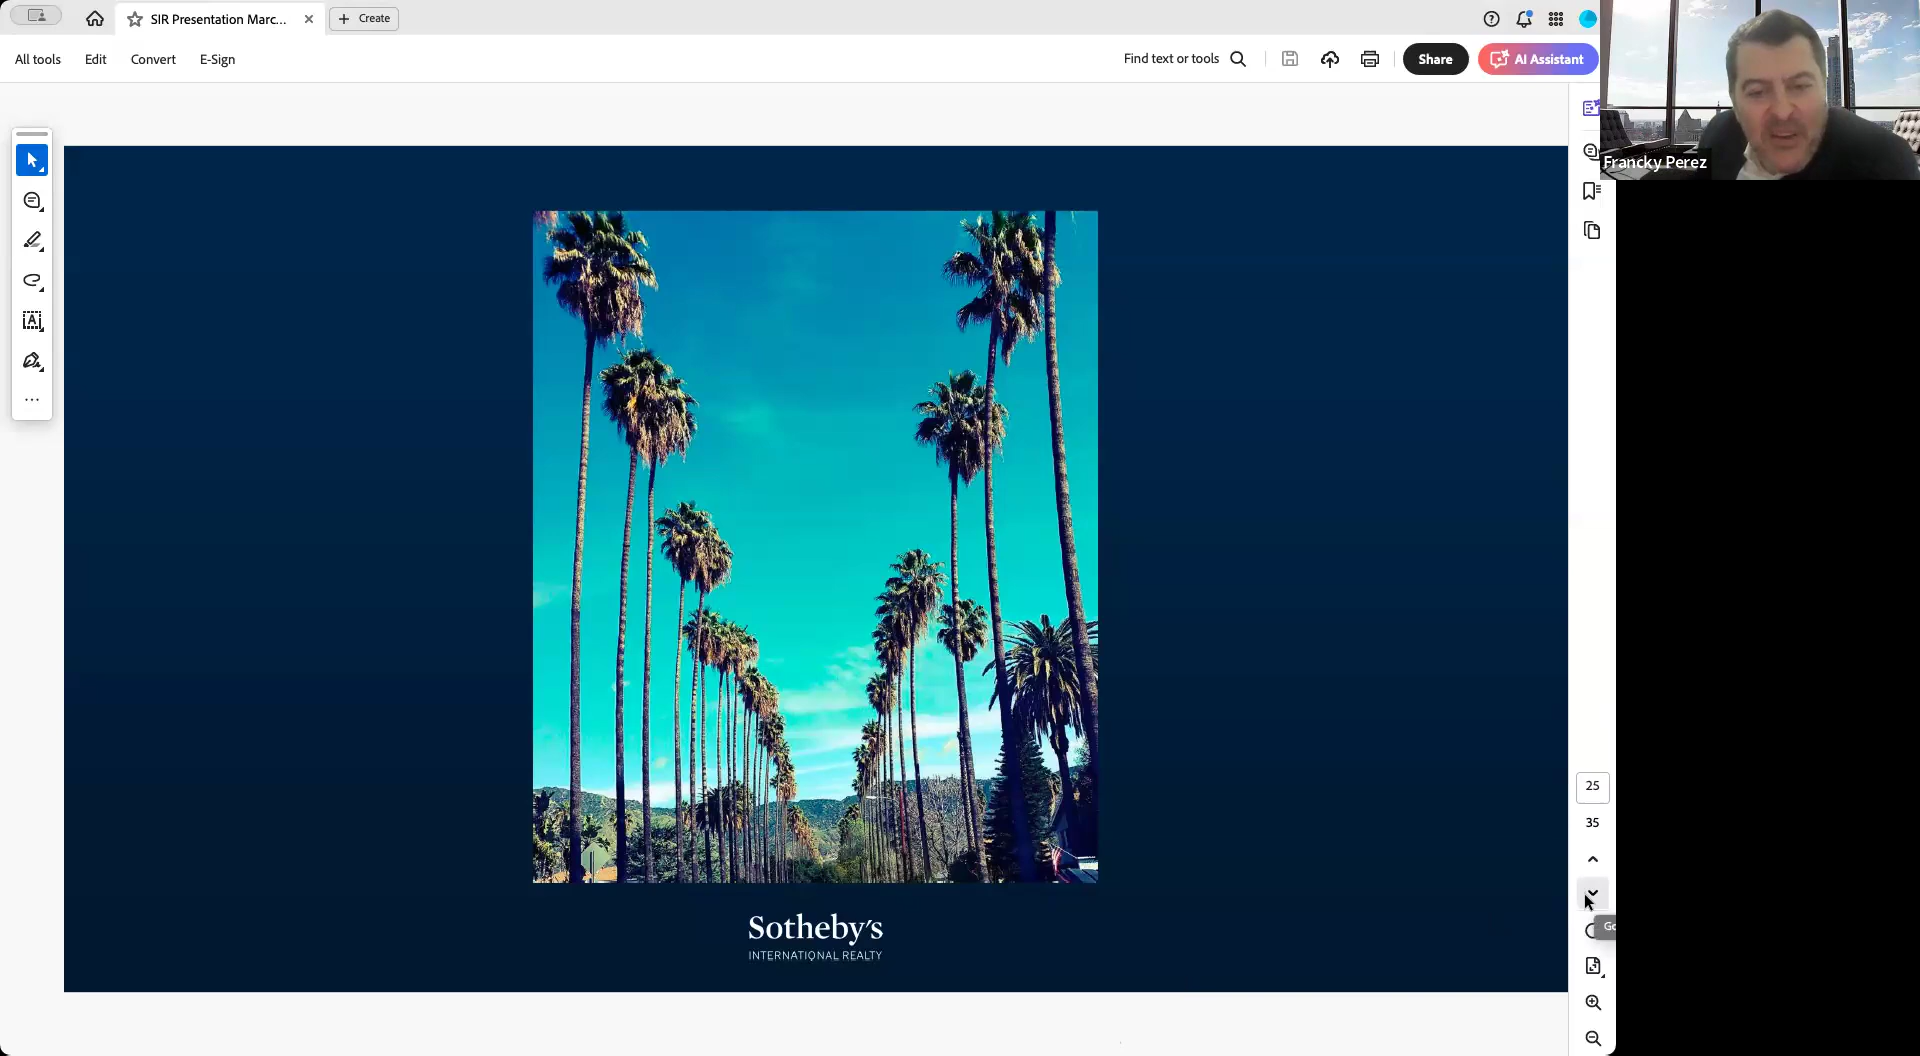 SIR Presentation Marc...
Create
All tools
Edit
Convert
E-Sign
Find text or tools
Share
AI Assistant
Francky Perez
25
35
Sotheby's
INTERNATIONAL REALTY